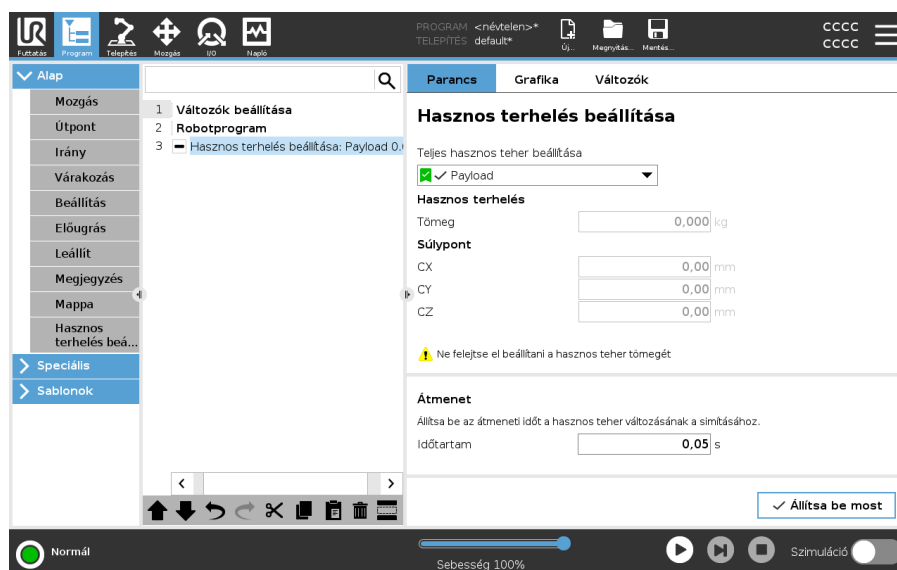 PROGRAM <névtelen>*
TELEPÍTÉS default*
CCCC
CCCC
Futtatás
Program
Telepítés
Mozgás
I/O
Napló
Új...
Megnyitás...
Mentés...
Alap
Mozgás
Útpont
Irány
Várakozás
Beállítás
Előugrás
Leállít
Megjegyzés
Mappa
Hasznos
terhelés beá...
Speciális
Sablonok
1 Változók beállítása
2 Robotprogram
3 Hasznos terhelés beállítása: Payload 0.
Parancs
Grafika
Változók
Hasznos terhelés beállítása
Teljes hasznos teher beállítása
Payload
Hasznos terhelés
Tömeg 0,000 kg
Súlypont
CX 0,00 mm
CY 0,00 mm
CZ 0,00 mm
Ne felejtse el beállítani a hasznos teher tömegét
Átmenet
Állítsa be az átmeneti időt a hasznos teher változásának a simításához.
Időtartam 0,05 s
Állítsa be most
Normál
Sebesség 100%
Szimuláció